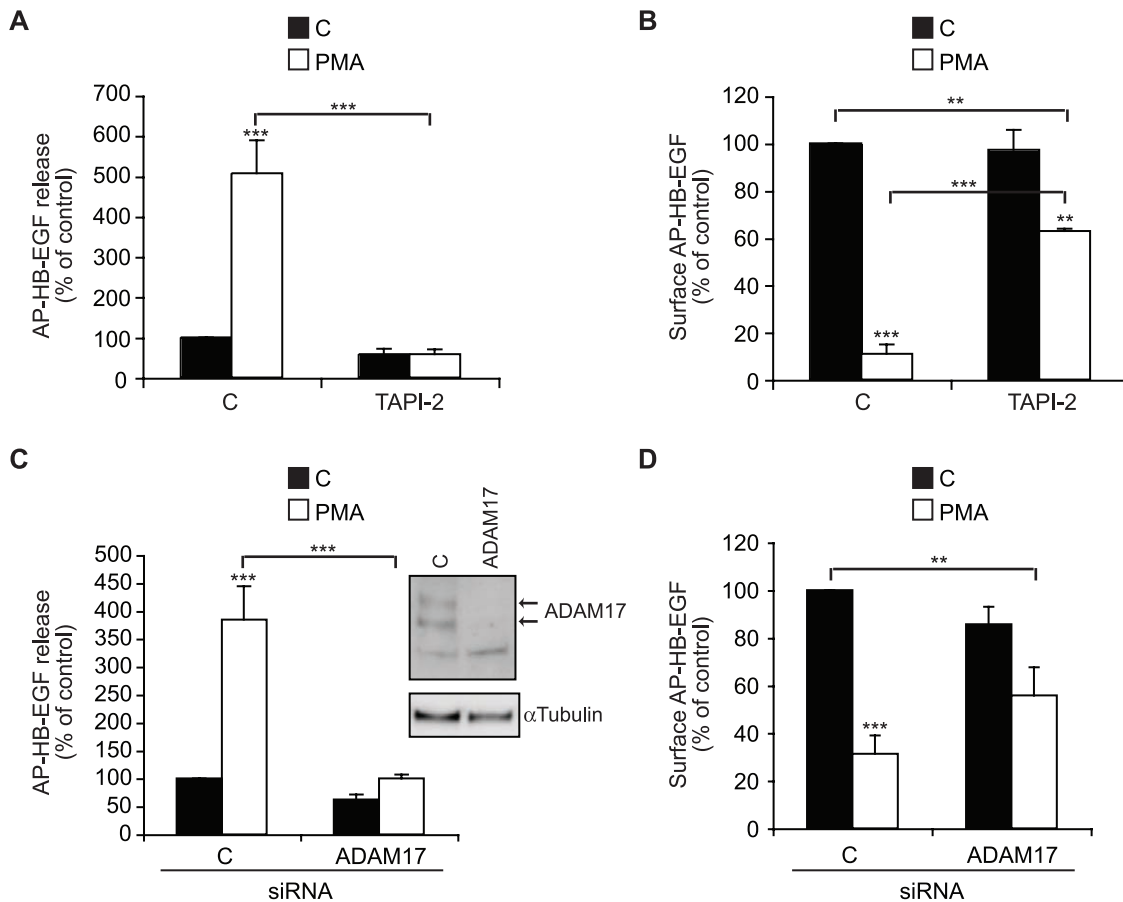 A
C
PMA
AP-HB-EGF release
(% of control)
700
600
500
400
300
200
100
0
***
***
C
TAPI-2
B
C
PMA
Surface AP-HB-EGF
(% of control)
120
100
80
60
40
20
0
**
***
**
***
C
TAPI-2
C
C
PMA
AP-HB-EGF release
(% of control)
500
450
400
350
300
250
200
150
100
50
0
***
***
C
ADAM17
siRNA
C
ADAM17
ADAM17
αTubulin
D
C
PMA
Surface AP-HB-EGF
(% of control)
120
100
80
60
40
20
0
**
***
C
ADAM17
siRNA